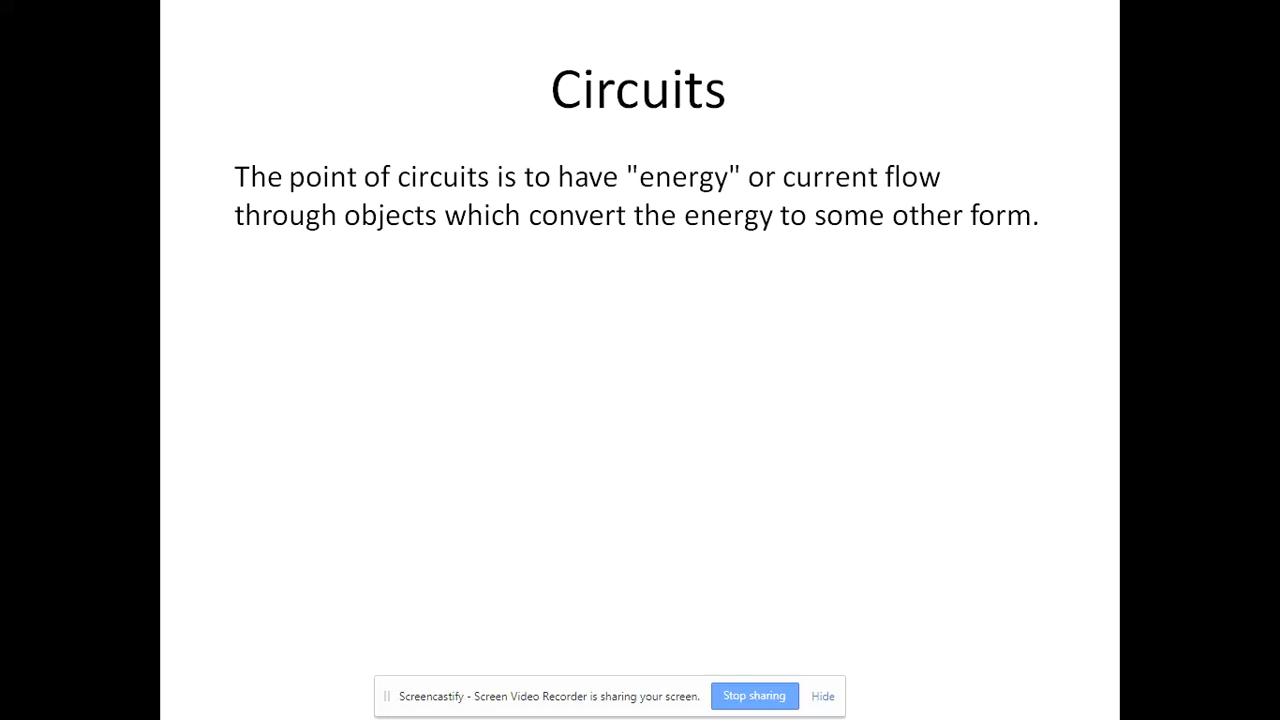 Circuits
The point of circuits is to have "energy" or current flow
through objects which convert the energy to some other form.
Screencastify - Screen Video Recorder is sharing your screen. Stop sharing Hide